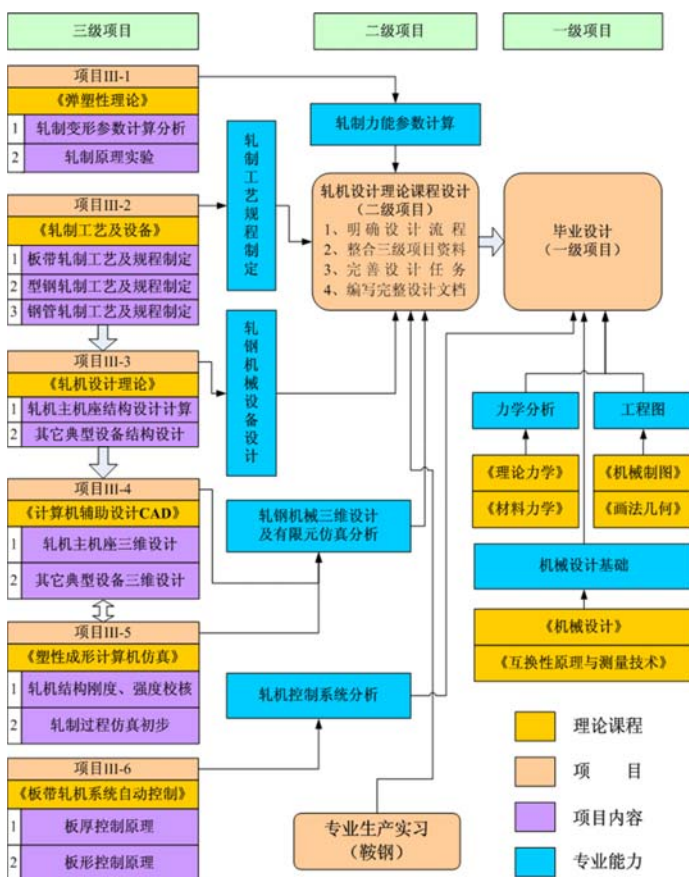 三级项目
二级项目
一级项目
项目III-1
《弹塑性理论》
1 轧制变形参数计算分析
2 轧制原理实验
项目III-2
《轧制工艺及设备》
1 板带轧制工艺及规程制定
2 型钢轧制工艺及规程制定
3 钢管轧制工艺及规程制定
项目III-3
《轧机设计理论》
1 轧机主机座结构设计计算
2 其它典型设备结构设计
项目III-4
《计算机辅助设计CAD》
1 轧机主机座三维设计
2 其它典型设备三维设计
项目III-5
《塑性成形计算机仿真》
1 轧机结构刚度、强度校核
2 轧制过程仿真初步
项目III-6
《板带轧机系统自动控制》
1 板厚控制原理
2 板形控制原理
轧制工艺规程制定
轧钢机械设备设计
轧制力能参数计算
轧机设计理论课程设计
（二级项目）
1、明确设计流程
2、整合三级项目资料
3、完善设计任务
4、编写完整设计文档
轧钢机械三维设计
及有限元仿真分析
轧机控制系统分析
专业生产实习
（鞍钢）
毕业设计
（一级项目）
力学分析
《理论力学》
《材料力学》
工程图
《机械制图》
《画法几何》
机械设计基础
《机械设计》
《互换性原理与测量技术》
理论课程
项 目
项目内容
专业能力